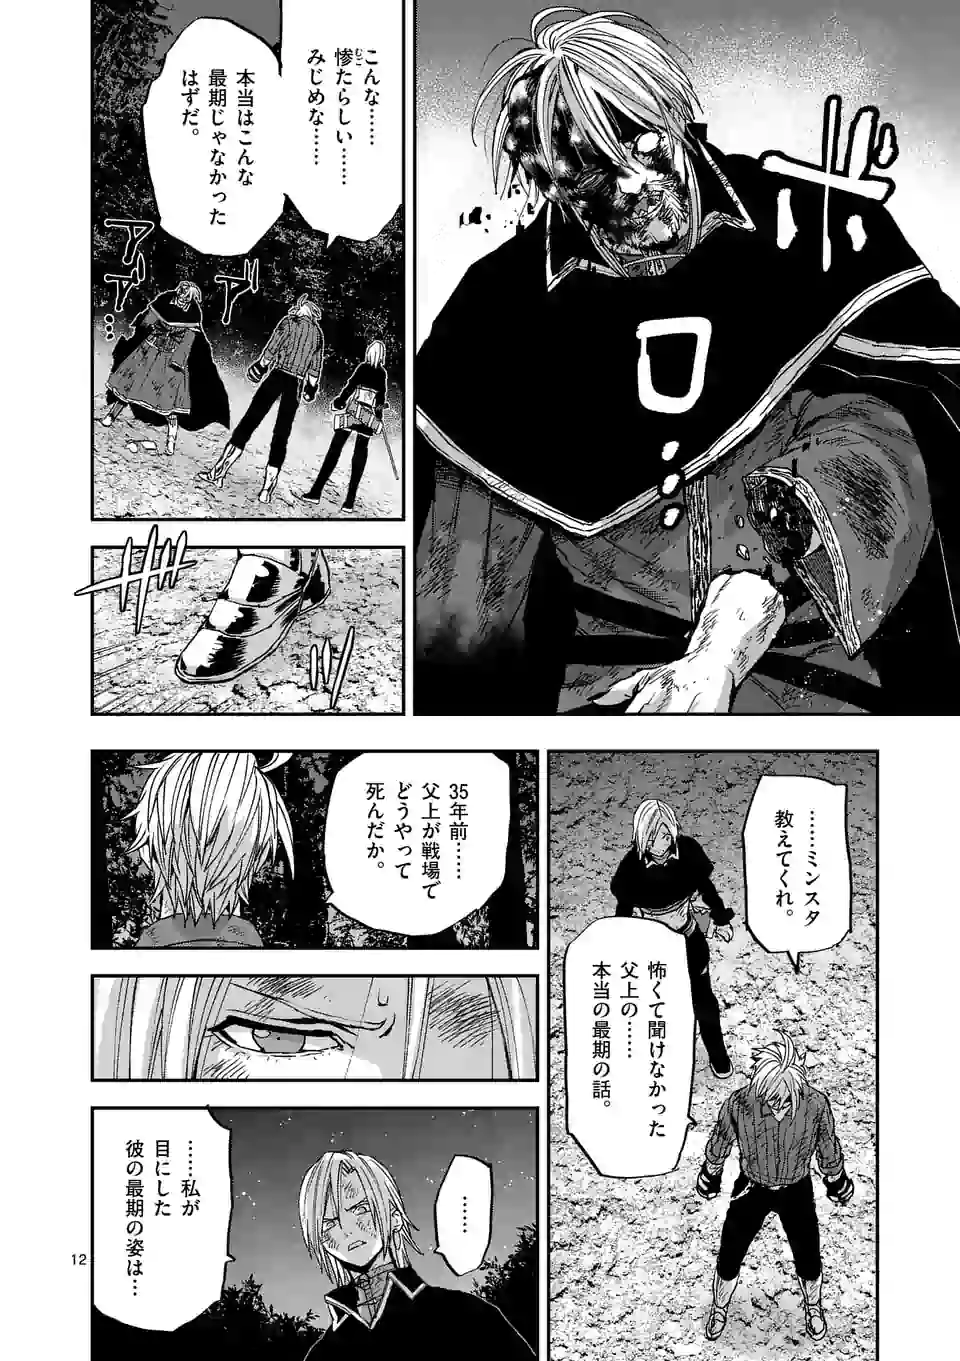 ボロ…
こんな……
惨たらしい……
むご
みじめな……
本当はこんな
最期じゃなかった
はずだ。
ア"
ア"
…
……ミンスタ
教えてくれ。
怖くて聞けなかった
父上の……
本当の最期の話。
35年前……
父上が戦場で
どうやって
死んだか。
……
……私が
目にした
彼の最期の姿は…
12